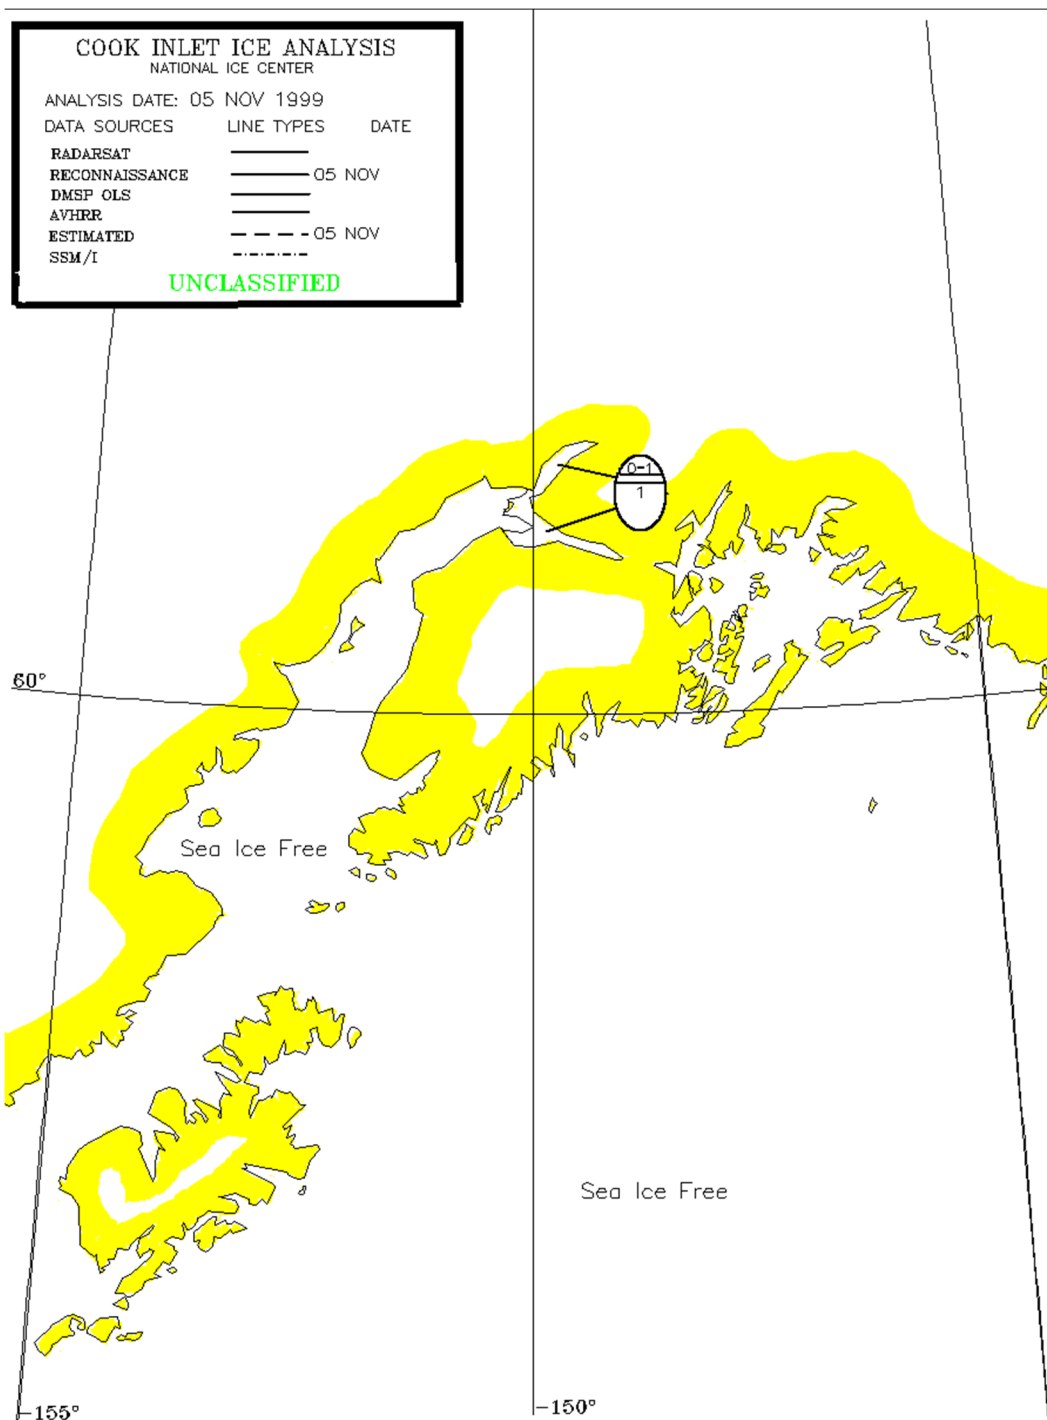 COOK INLET ICE ANALYSIS
NATIONAL ICE CENTER
ANALYSIS DATE: 05 NOV 1999
DATA SOURCES LINE TYPES DATE
RADARSAT
RECONNAISSANCE 05 NOV
DMSP OLS
AVHRR
ESTIMATED 05 NOV
SSM/I
UNCLASSIFIED
0-1
1
60°
Sea Ice Free
Sea Ice Free
-155°
-150°